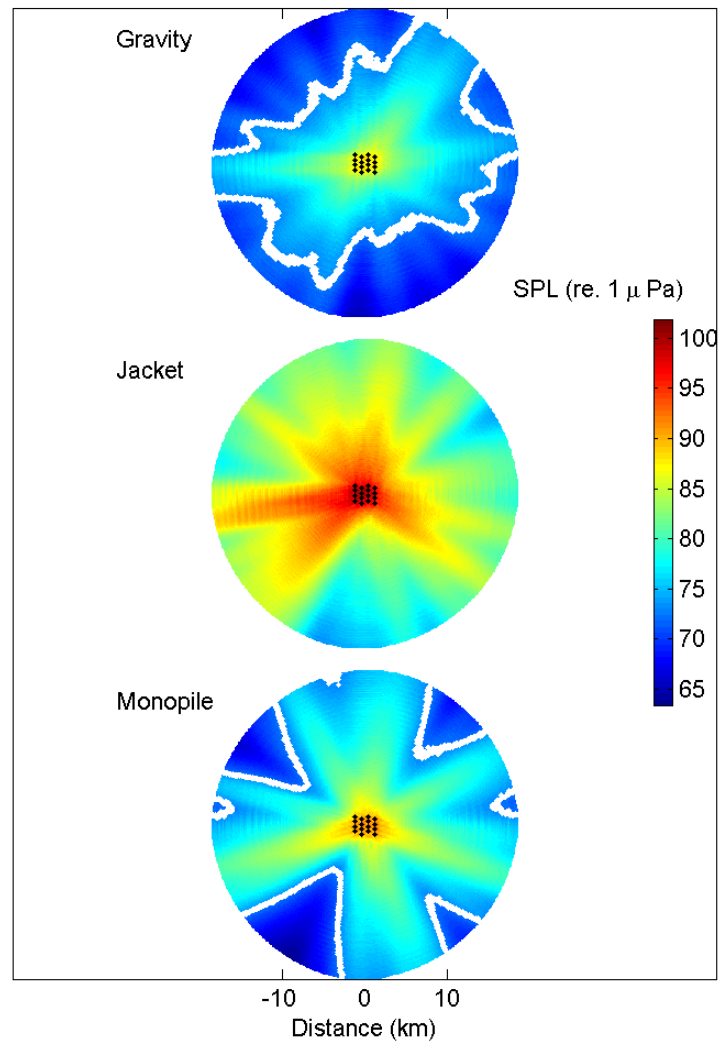 Gravity
SPL (re. 1 μ Pa)
Jacket
100
95
90
85
80
75
70
65
Monopile
-10 0 10
Distance (km)